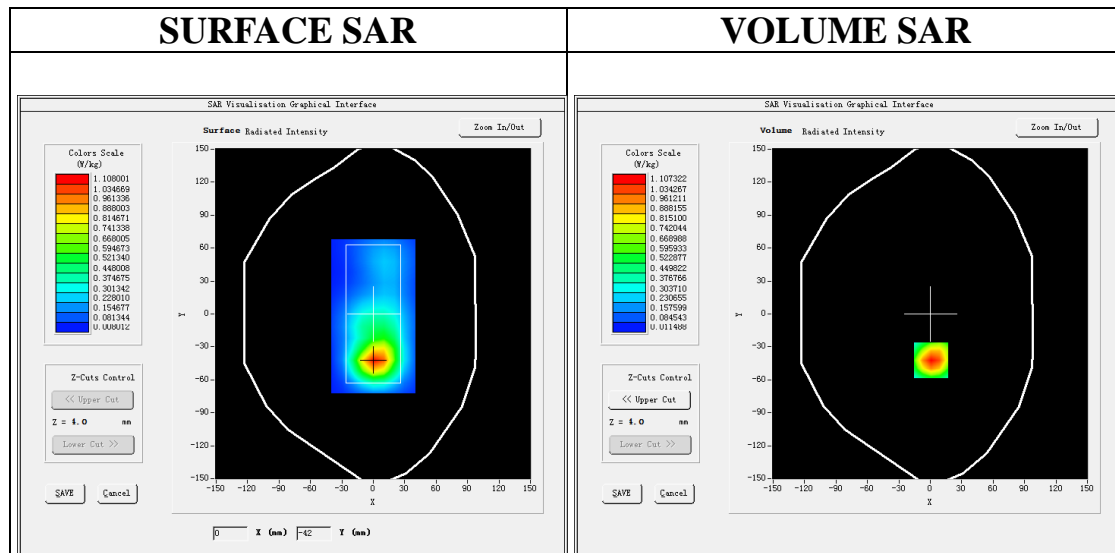 SURFACE SAR
VOLUME SAR
SAR Visualisation Graphical Interface
Surface Radiated Intensity
Zoom In/Out
Colors Scale
(W/kg)
1.108001
1.034669
0.961336
0.888003
0.814671
0.741338
0.668005
0.594673
0.521340
0.448008
0.374675
0.301342
0.228010
0.154677
0.081344
0.008012
150
120
90
60
30
0
-30
-60
-90
-120
-150
Y
-150 -120 -90 -60 -30 0 30 60 90 120 150
X
Z-Cuts Control
<< Upper Cut
Z = 4.0 mm
Lower Cut >>
SAVE
Cancel
0 X (mm) -42 Y (mm)
SAR Visualisation Graphical Interface
Volume Radiated Intensity
Zoom In/Out
Colors Scale
(W/kg)
1.107322
1.034267
0.961211
0.888155
0.815100
0.742044
0.668988
0.595933
0.522877
0.449822
0.376766
0.303710
0.230655
0.157599
0.084543
0.011488
150
120
90
60
30
0
-30
-60
-90
-120
-150
Y
-150 -120 -90 -60 -30 0 30 60 90 120 150
X
Z-Cuts Control
<< Upper Cut
Z = 4.0 mm
Lower Cut >>
SAVE
Cancel